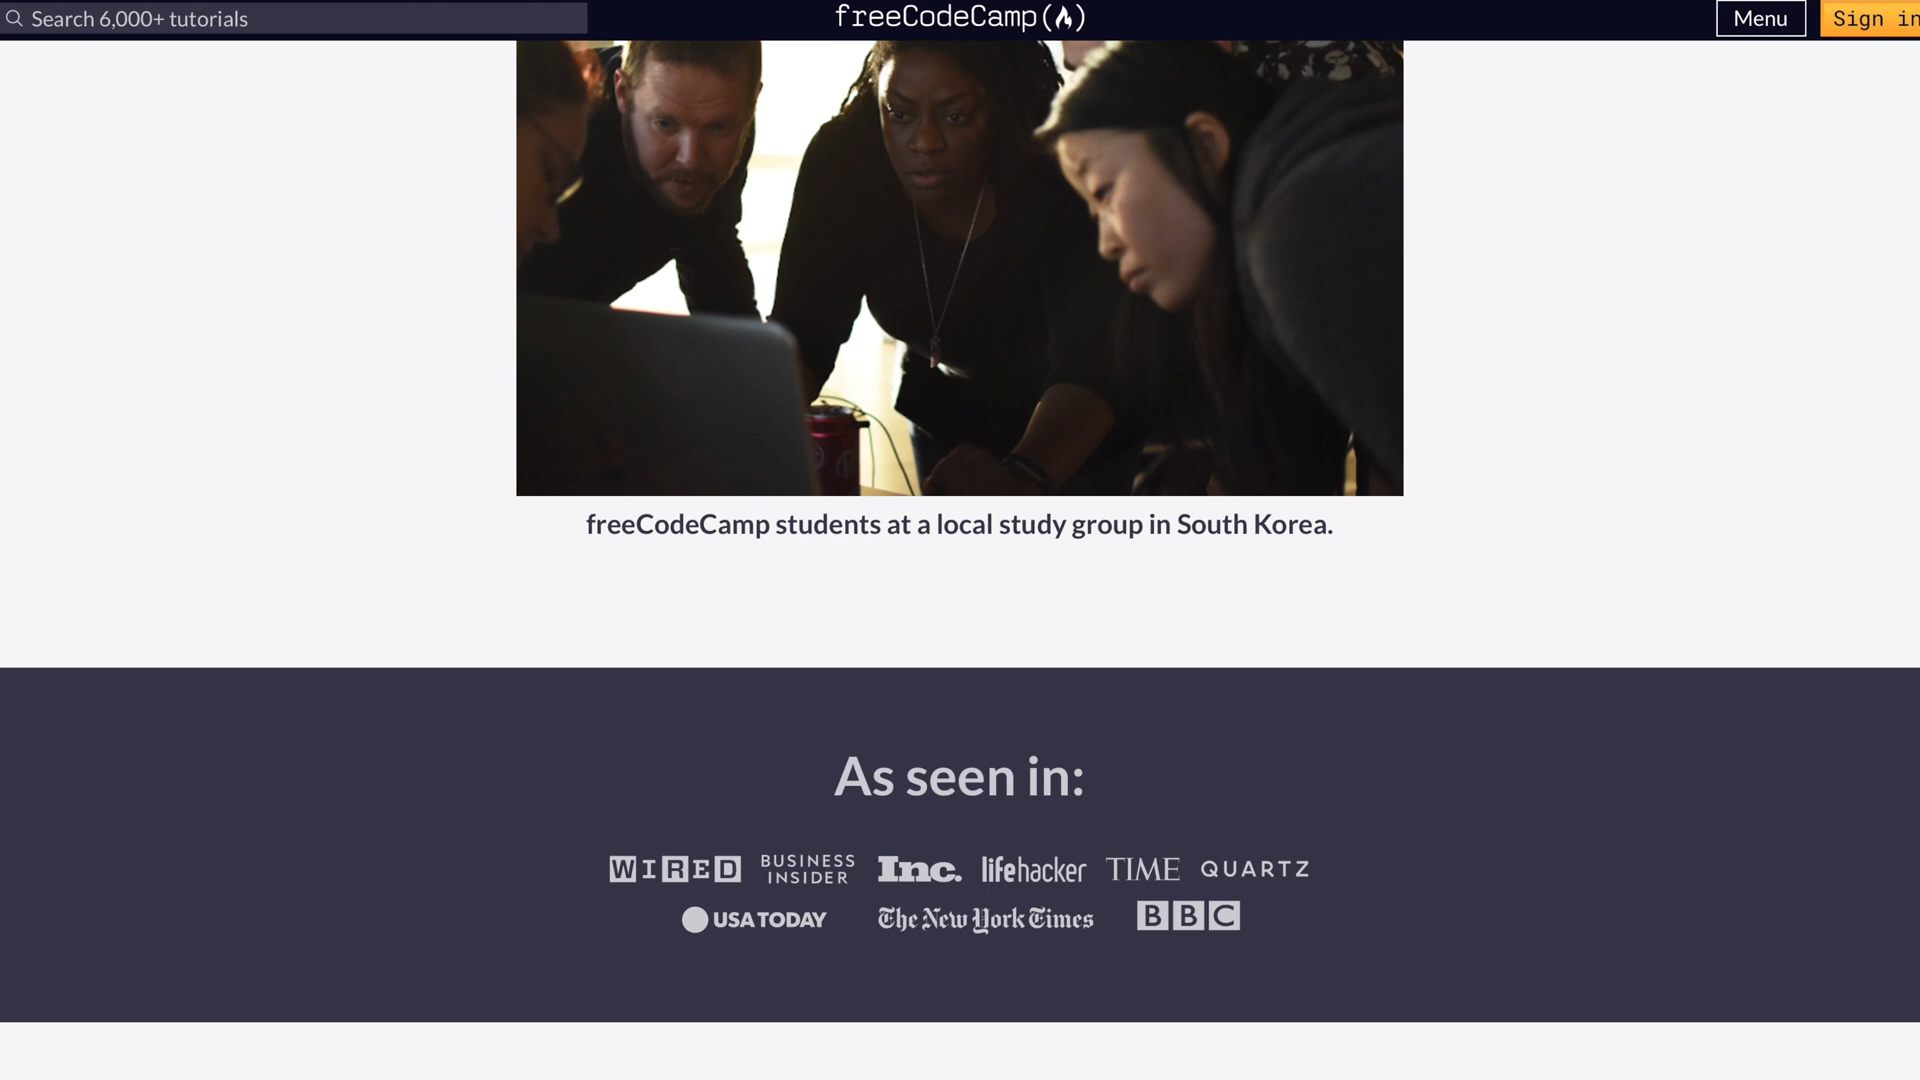 Search 6,000+ tutorials
freeCodeCamp
Menu
Sign in
freeCodeCamp students at a local study group in South Korea.
As seen in:
WIRED
BUSINESS INSIDER
Inc.
lifehacker
TIME
QUARTZ
USA TODAY
The New York Times
BBC